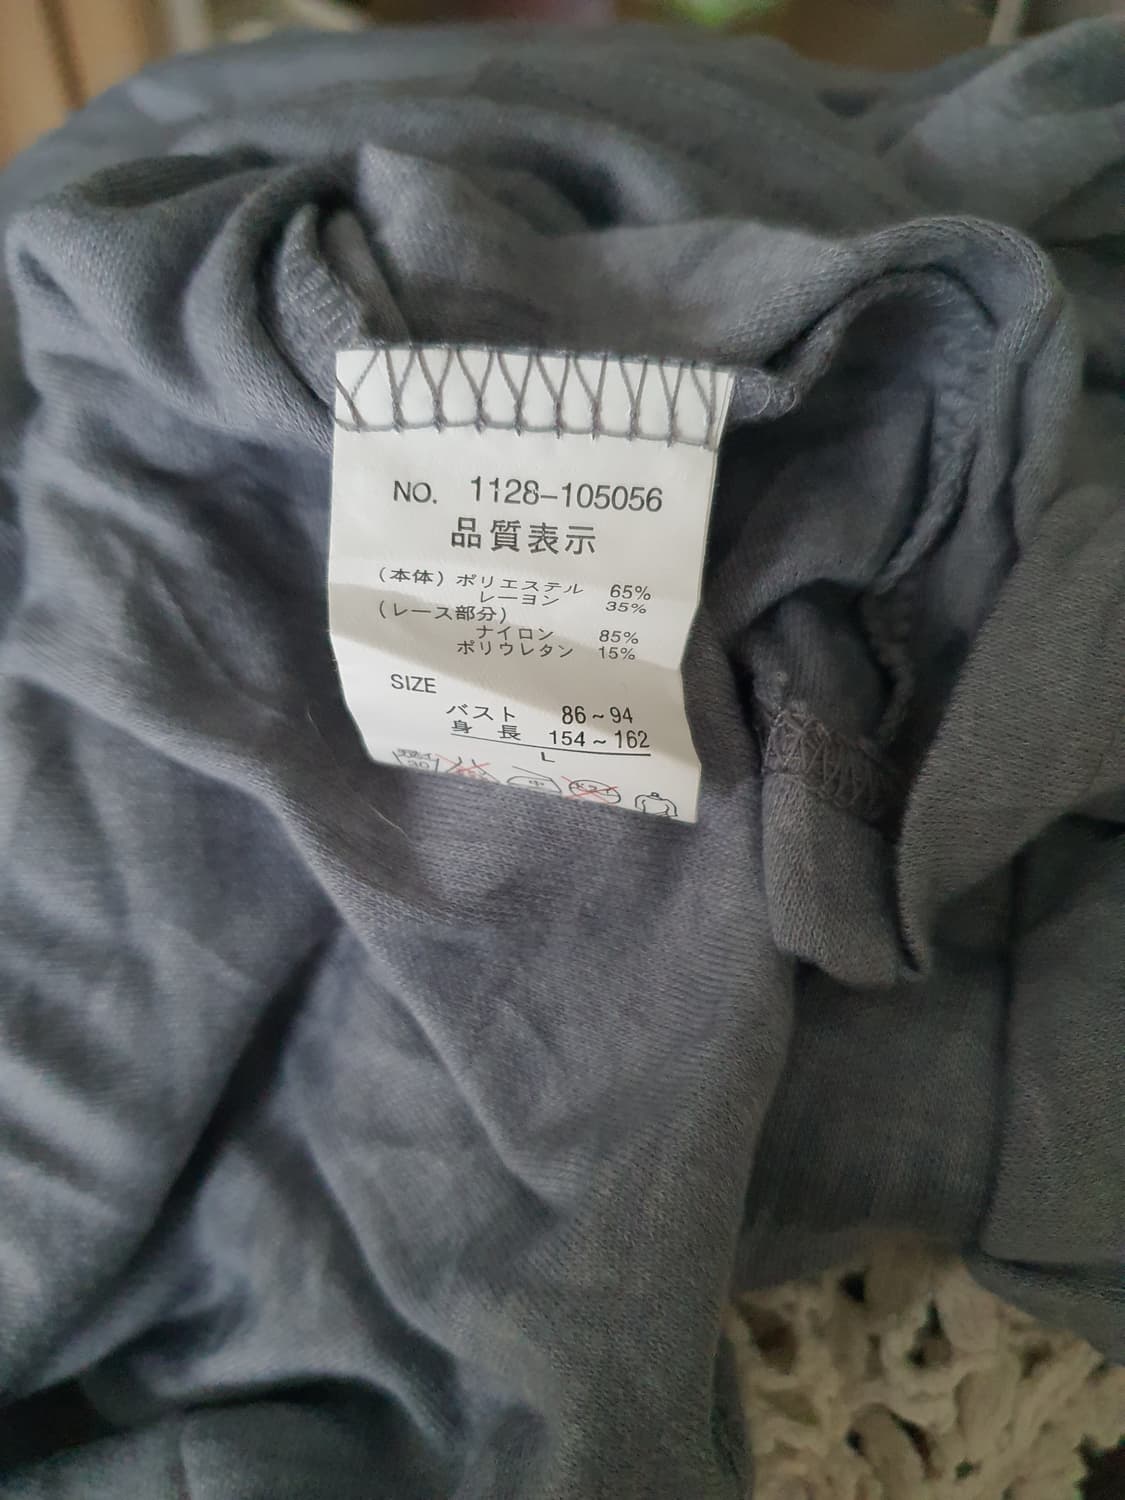 NO. 1128-105056
品質表示
(本体) ポリエステル 65%
レーヨン 35%
(レース部分)
ナイロン 85%
ポリウレタン 15%
SIZE
バスト 86~94
身長 154~162
L
中